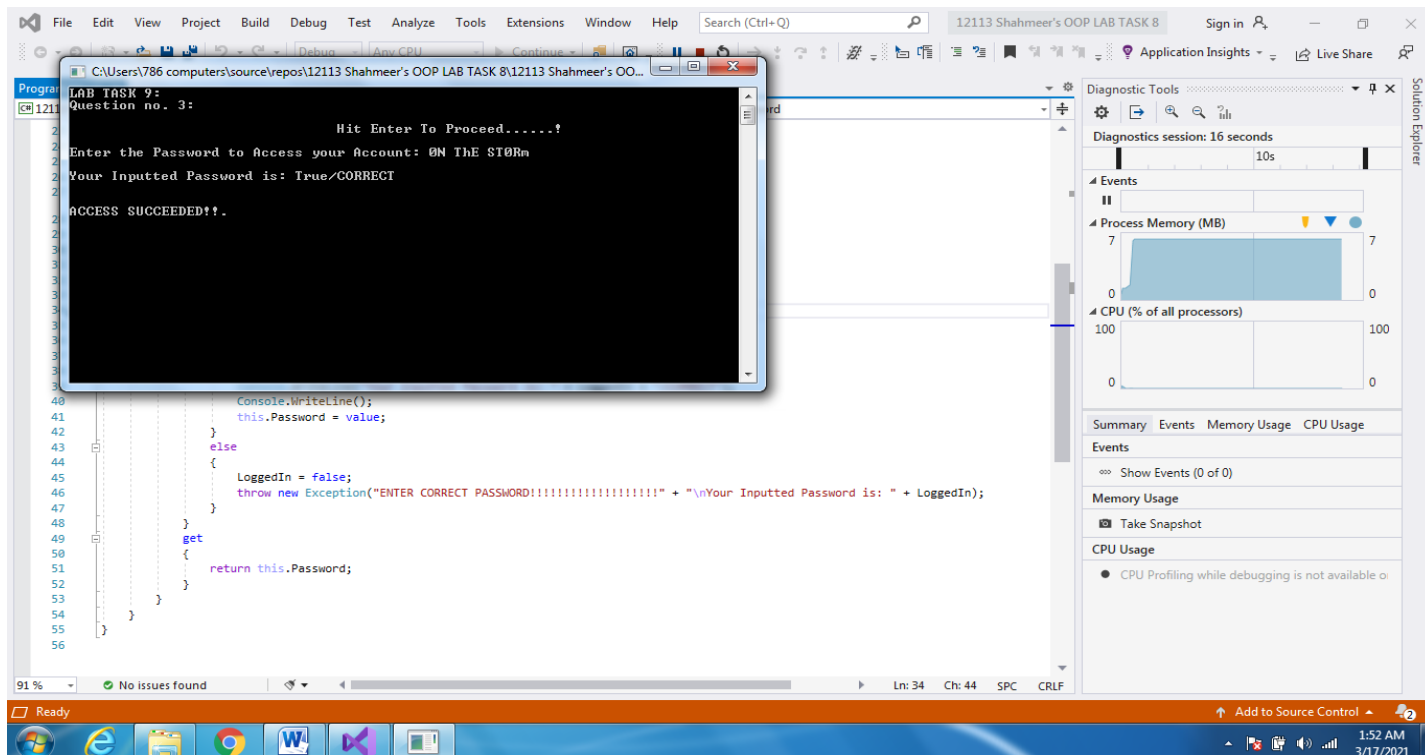 File Edit View Project Build Debug Test Analyze Tools Extensions Window Help Search (Ctrl+Q) 12113 Shahmeer's OOP LAB TASK 8 Sign in
Debug Any CPU Continue Application Insights Live Share
C:\Users\786 computers\source\repos\12113 Shahmeer's OOP LAB TASK 8\12113 Shahmeer's OO...
LAB TASK 9:
Question no. 3:
Hit Enter To Proceed......!
Enter the Password to Access your Account: 0N ThE ST0Rm
Your Inputted Password is: True/CORRECT
ACCESS SUCCEEDED!!.
40 Console.WriteLine();
41 this.Password = value;
42 }
43 else
44 {
45 LoggedIn = false;
46 throw new Exception("ENTER CORRECT PASSWORD!!!!!!!!!!!!!!!!!!!" + "\nYour Inputted Password is: " + LoggedIn);
47 }
48 }
49 get
50 {
51 return this.Password;
52 }
53 }
54 }
55 }
56
91 % No issues found Ln: 34 Ch: 44 SPC CRLF
Diagnostic Tools
Diagnostics session: 16 seconds
10s
Events
Process Memory (MB)
7 7
0 0
CPU (% of all processors)
100 100
0 0
Summary Events Memory Usage CPU Usage
Events
Show Events (0 of 0)
Memory Usage
Take Snapshot
CPU Usage
CPU Profiling while debugging is not available
Solution Explorer
Ready Add to Source Control 2
1:52 AM
3/17/2021